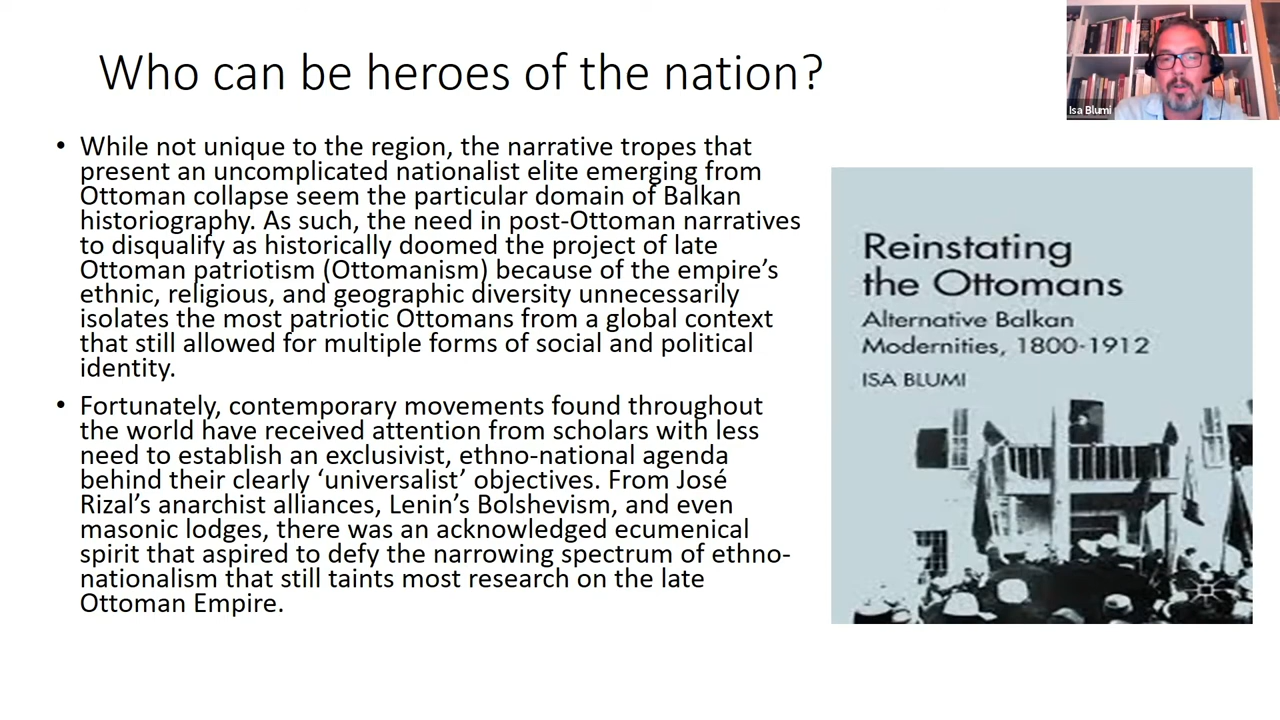 Who can be heroes of the nation?
Isa Blumi
• While not unique to the region, the narrative tropes that
present an uncomplicated nationalist elite emerging from
Ottoman collapse seem the particular domain of Balkan
historiography. As such, the need in post-Ottoman narratives
to disqualify as historically doomed the project of late
Ottoman patriotism (Ottomanism) because of the empire’s
ethnic, religious, and geographic diversity unnecessarily
isolates the most patriotic Ottomans from a global context
that still allowed for multiple forms of social and political
identity.
• Fortunately, contemporary movements found throughout
the world have received attention from scholars with less
need to establish an exclusivist, ethno-national agenda
behind their clearly ‘universalist’ objectives. From José
Rizal’s anarchist alliances, Lenin’s Bolshevism, and even
masonic lodges, there was an acknowledged ecumenical
spirit that aspired to defy the narrowing spectrum of ethno-
nationalism that still taints most research on the late
Ottoman Empire.
Reinstating
the Ottomans
Alternative Balkan
Modernities, 1800-1912
ISA BLUMI